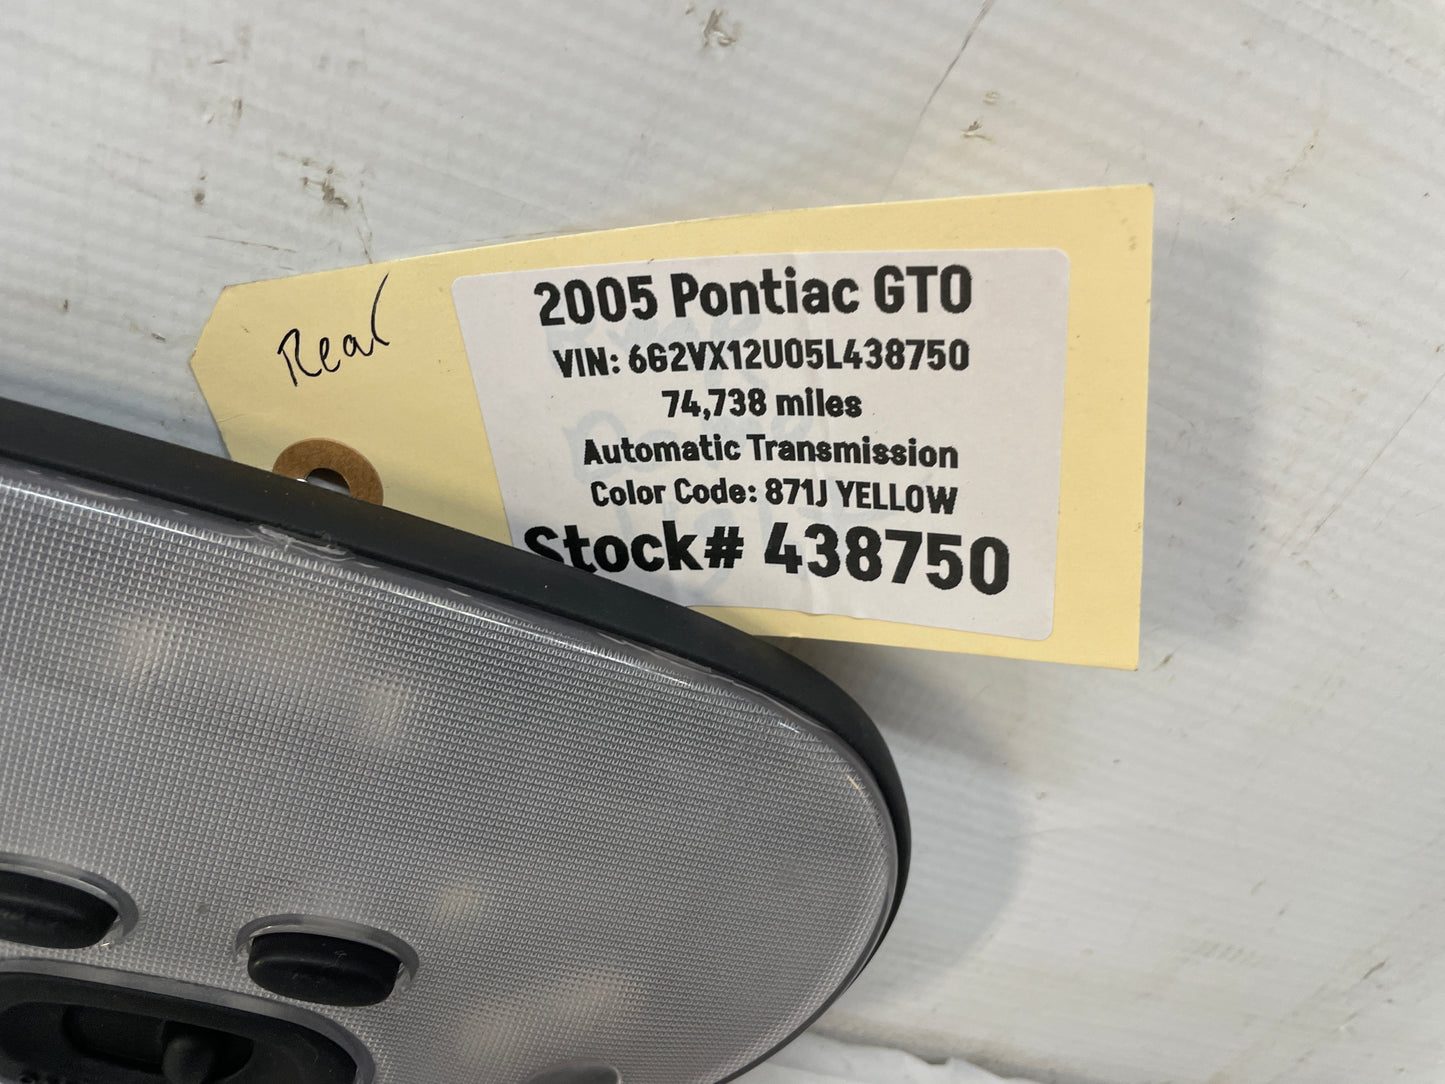 Rear
2005 Pontiac GTO
VIN: 6G2VX12U05L438750
74,738 miles
Automatic Transmission
Color Code: 871J YELLOW
Stock# 438750